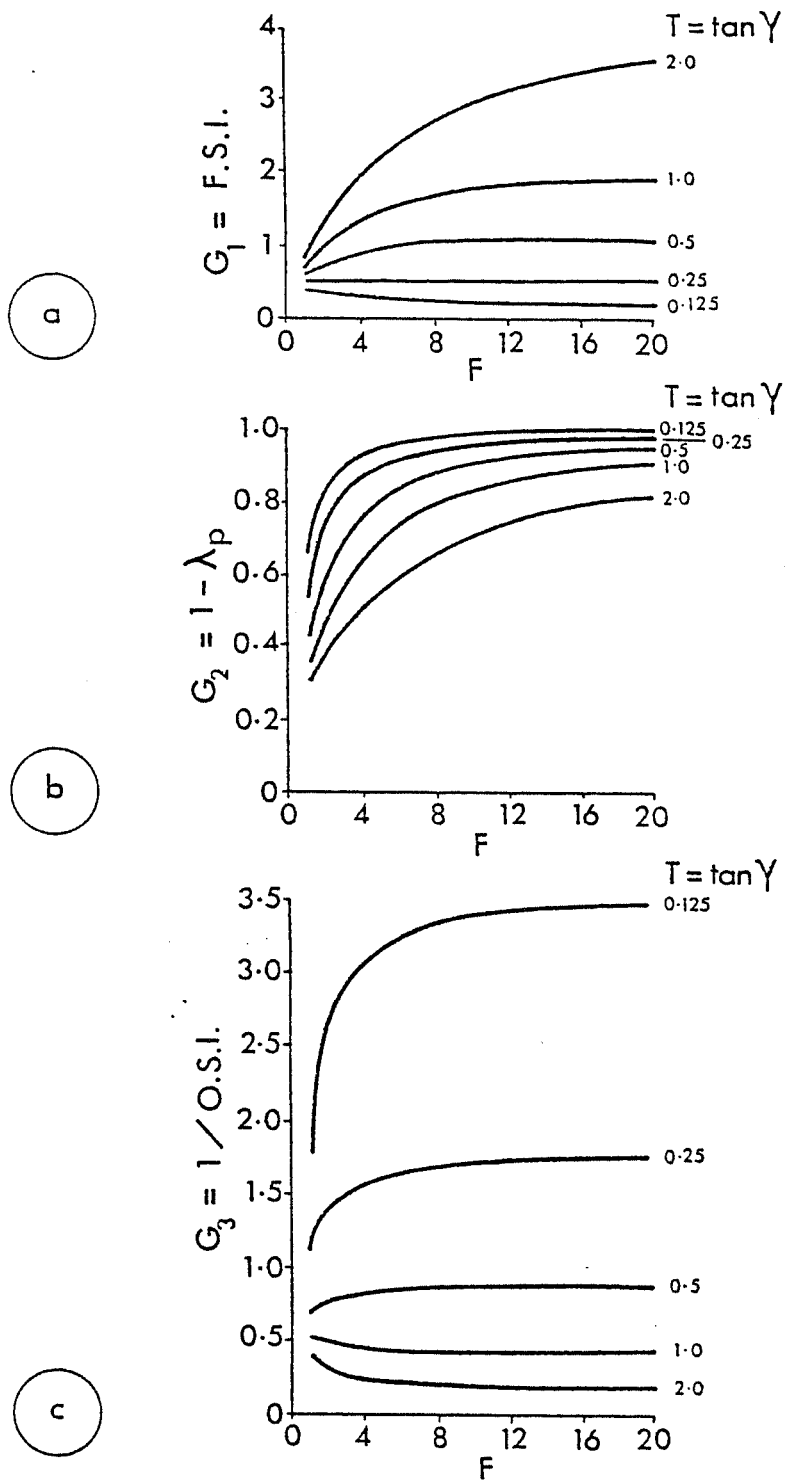 T = tan γ
4
3
2
1
0
G₁ = F.S.I.
2·0
1·0
0·5
0·25
0·125
0 4 8 12 16 20
F
a
T = tan γ
1·0
0·8
0·6
0·4
0·2
0
G₂ = 1 - λp
0·125
0·25
0·5
1·0
2·0
0 4 8 12 16 20
F
b
T = tan γ
3·5
3·0
2·5
2·0
1·5
1·0
0·5
0
G₃ = 1/O.S.I.
0·125
0·25
0·5
1·0
2·0
0 4 8 12 16 20
F
c